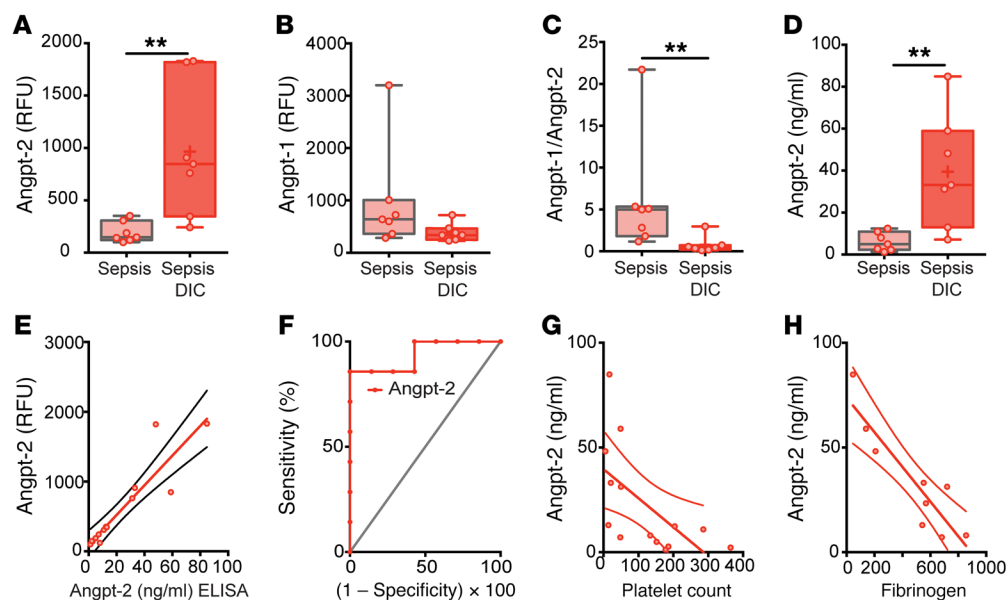 A
B
C
D
Angpt-2 (RFU)
2000
1500
1000
500
0
**
Sepsis
Sepsis
DIC
Angpt-1 (RFU)
4000
3000
2000
1000
0
Sepsis
Sepsis
DIC
Angpt-1/Angpt-2
25
20
15
10
5
0
**
Sepsis
Sepsis
DIC
Angpt-2 (ng/ml)
100
80
60
40
20
0
**
Sepsis
Sepsis
DIC
E
F
G
H
Angpt-2 (RFU)
3000
2000
1000
0
0 20 40 60 80 100
Angpt-2 (ng/ml) ELISA
Sensitivity (%)
100
50
0
Angpt-2
0 50 100
(1 – Specificity) × 100
Angpt-2 (ng/ml)
100
50
0
0 100 200 300 400
Platelet count
Angpt-2 (ng/ml)
100
50
0
0 200 400 600 800 1000
Fibrinogen